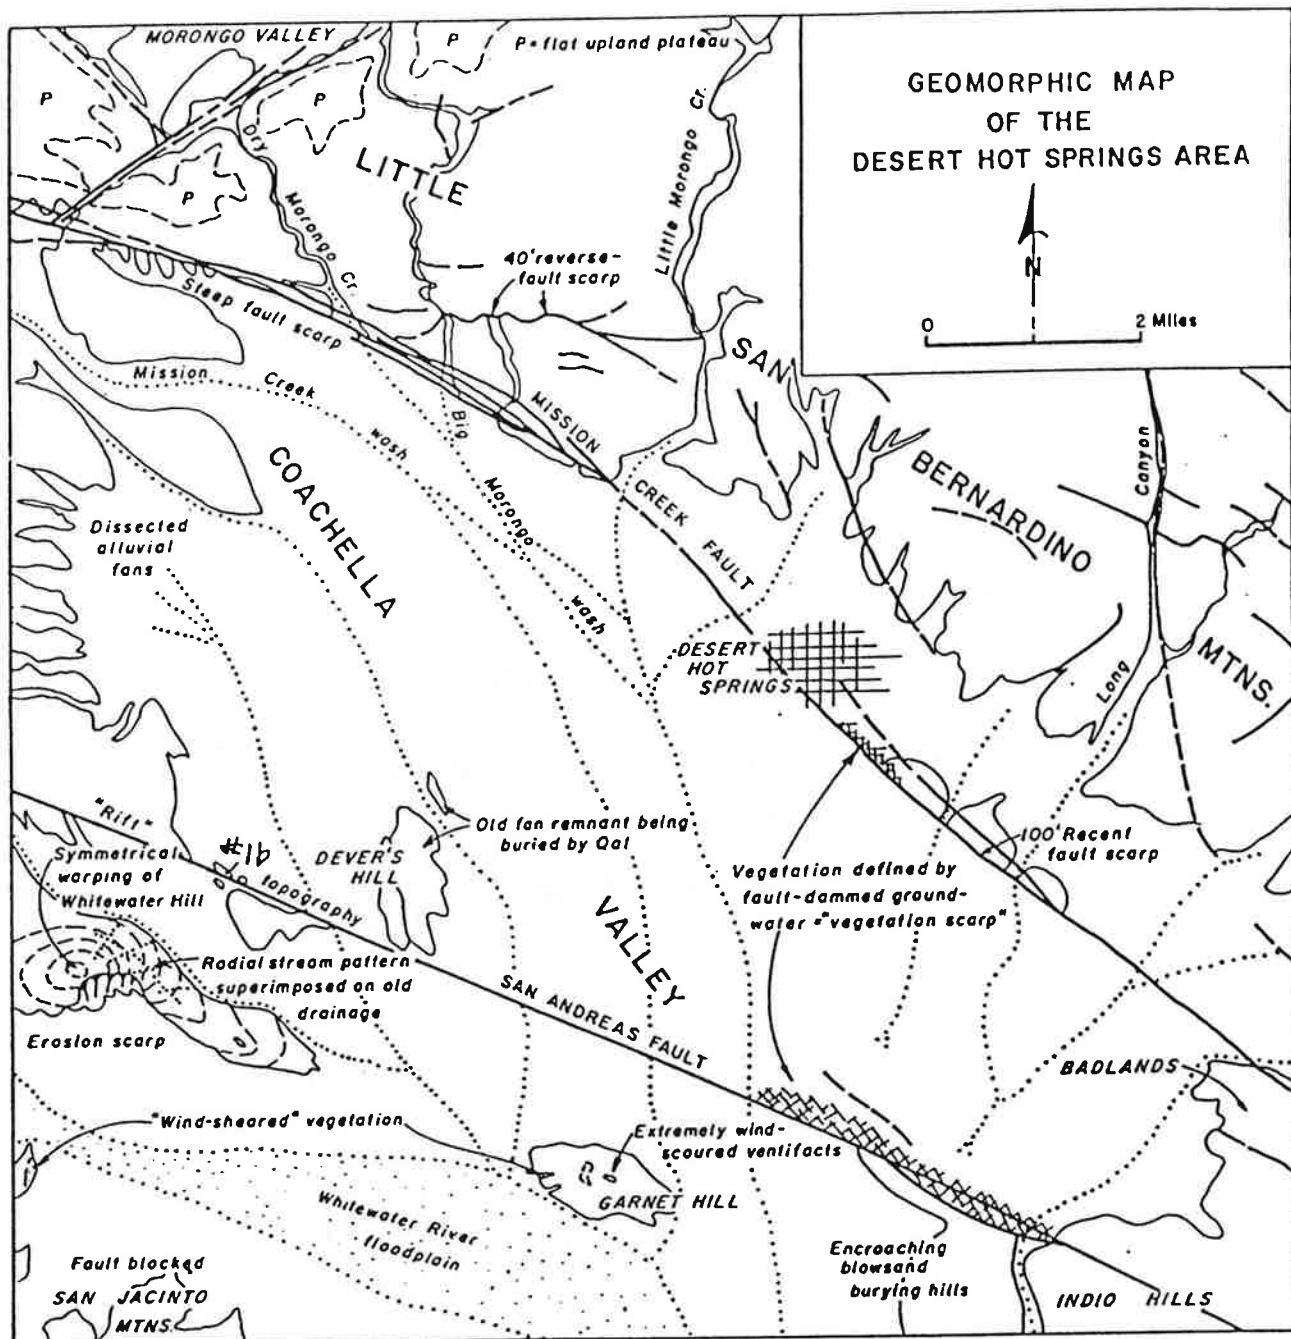 MORONGO VALLEY
P
P = flat upland plateau
P
P
P
GEOMORPHIC MAP
OF THE
DESERT HOT SPRINGS AREA
N
0
2 Miles
Dry
Morongo
Cr.
LITTLE
Little Morongo Cr.
40' reverse-
fault scarp
Steep fault scarp
SAN
BERNARDINO
MTNS.
Mission
Creek
wash
Big
Morongo
wash
MISSION
CREEK
FAULT
Canyon
Long
COACHELLA
VALLEY
Dissected
alluvial
fans
DESERT
HOT
SPRINGS
"Rift"
topography
#19
Symmetrical
warping of
Whitewater Hill
DEVER'S
HILL
Old fan remnant being
buried by Qal
Vegetation defined by
fault-dammed ground-
water = "vegetation scarp"
100' Recent
fault scarp
Radial stream pattern
superimposed on old
drainage
Erosion scarp
SAN ANDREAS FAULT
BADLANDS
"Wind-sheared" vegetation
Extremely wind-
scoured ventifacts
GARNET HILL
Whitewater River
floodplain
Encroaching
blowsand
burying hills
INDIO HILLS
Fault blocked
SAN JACINTO
MTNS.